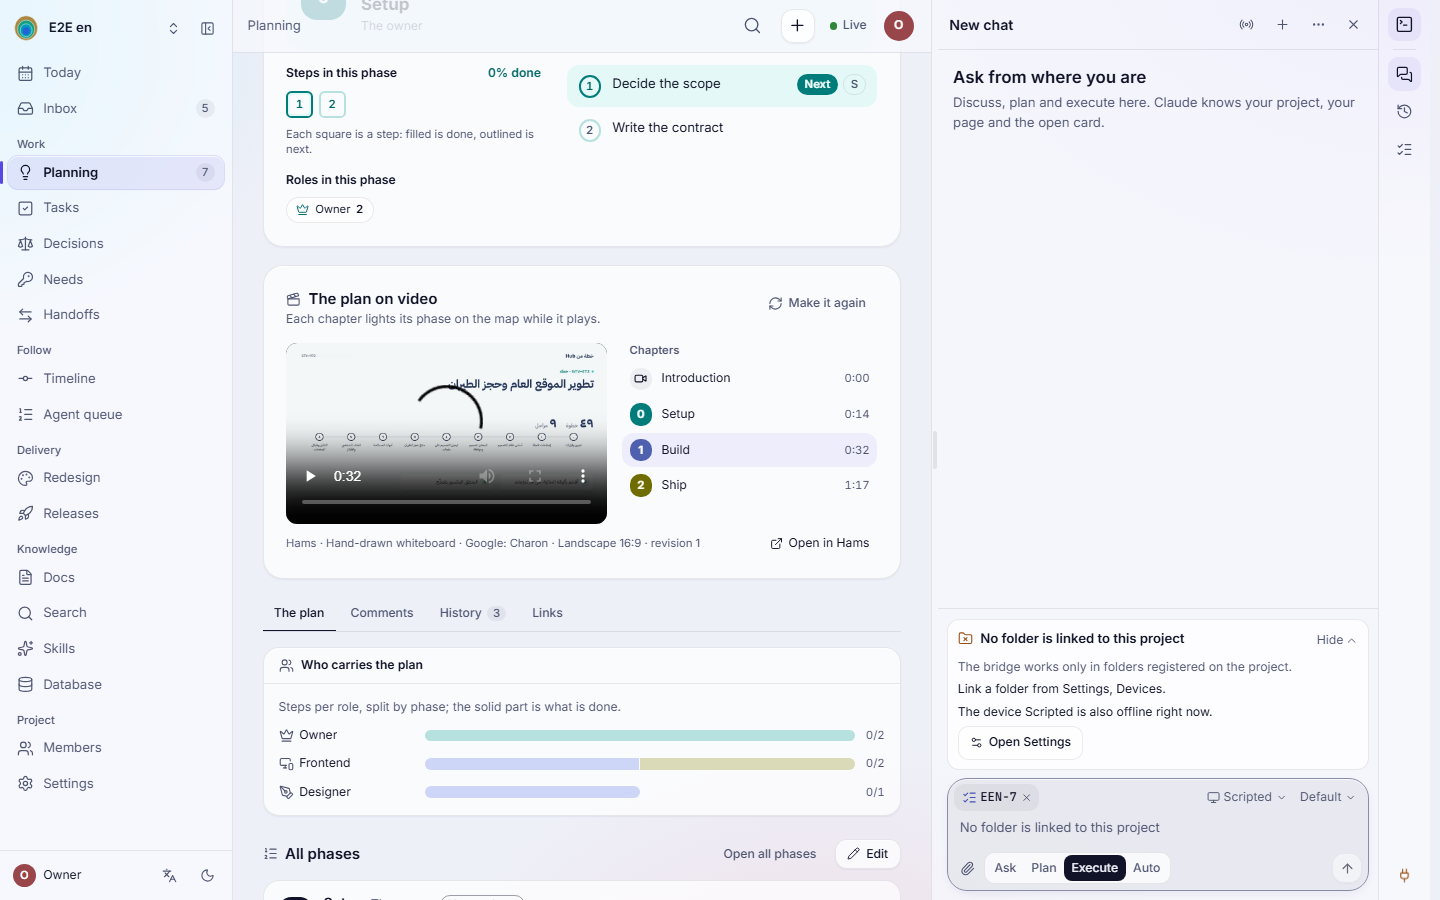 E2E en
Today
Inbox
5
Work
Planning
7
Tasks
Decisions
Needs
Handoffs
Follow
Timeline
Agent queue
Delivery
Redesign
Releases
Knowledge
Docs
Search
Skills
Database
Project
Members
Settings
O
Owner
Planning
Setup
The owner
Live
O
Steps in this phase
0% done
1
2
Each square is a step: filled is done, outlined is
next.
Roles in this phase
Owner 2
1
Decide the scope
Next
S
2
Write the contract
The plan on video
Each chapter lights its phase on the map while it plays.
Make it again
خطة من Hub
تطوير الموقع العام وحجز الطيران
٤٩ خطوة
٩ مراحل
0:32
Chapters
Introduction
0:00
0
Setup
0:14
1
Build
0:32
2
Ship
1:17
Hams · Hand-drawn whiteboard · Google: Charon · Landscape 16:9 · revision 1
Open in Hams
The plan
Comments
History 3
Links
Who carries the plan
Steps per role, split by phase; the solid part is what is done.
Owner
0/2
Frontend
0/2
Designer
0/1
All phases
Open all phases
Edit
New chat
Ask from where you are
Discuss, plan and execute here. Claude knows your project, your
page and the open card.
No folder is linked to this project
Hide
The bridge works only in folders registered on the project.
Link a folder from Settings, Devices.
The device Scripted is also offline right now.
Open Settings
EEN-7
Scripted
Default
No folder is linked to this project
Ask
Plan
Execute
Auto